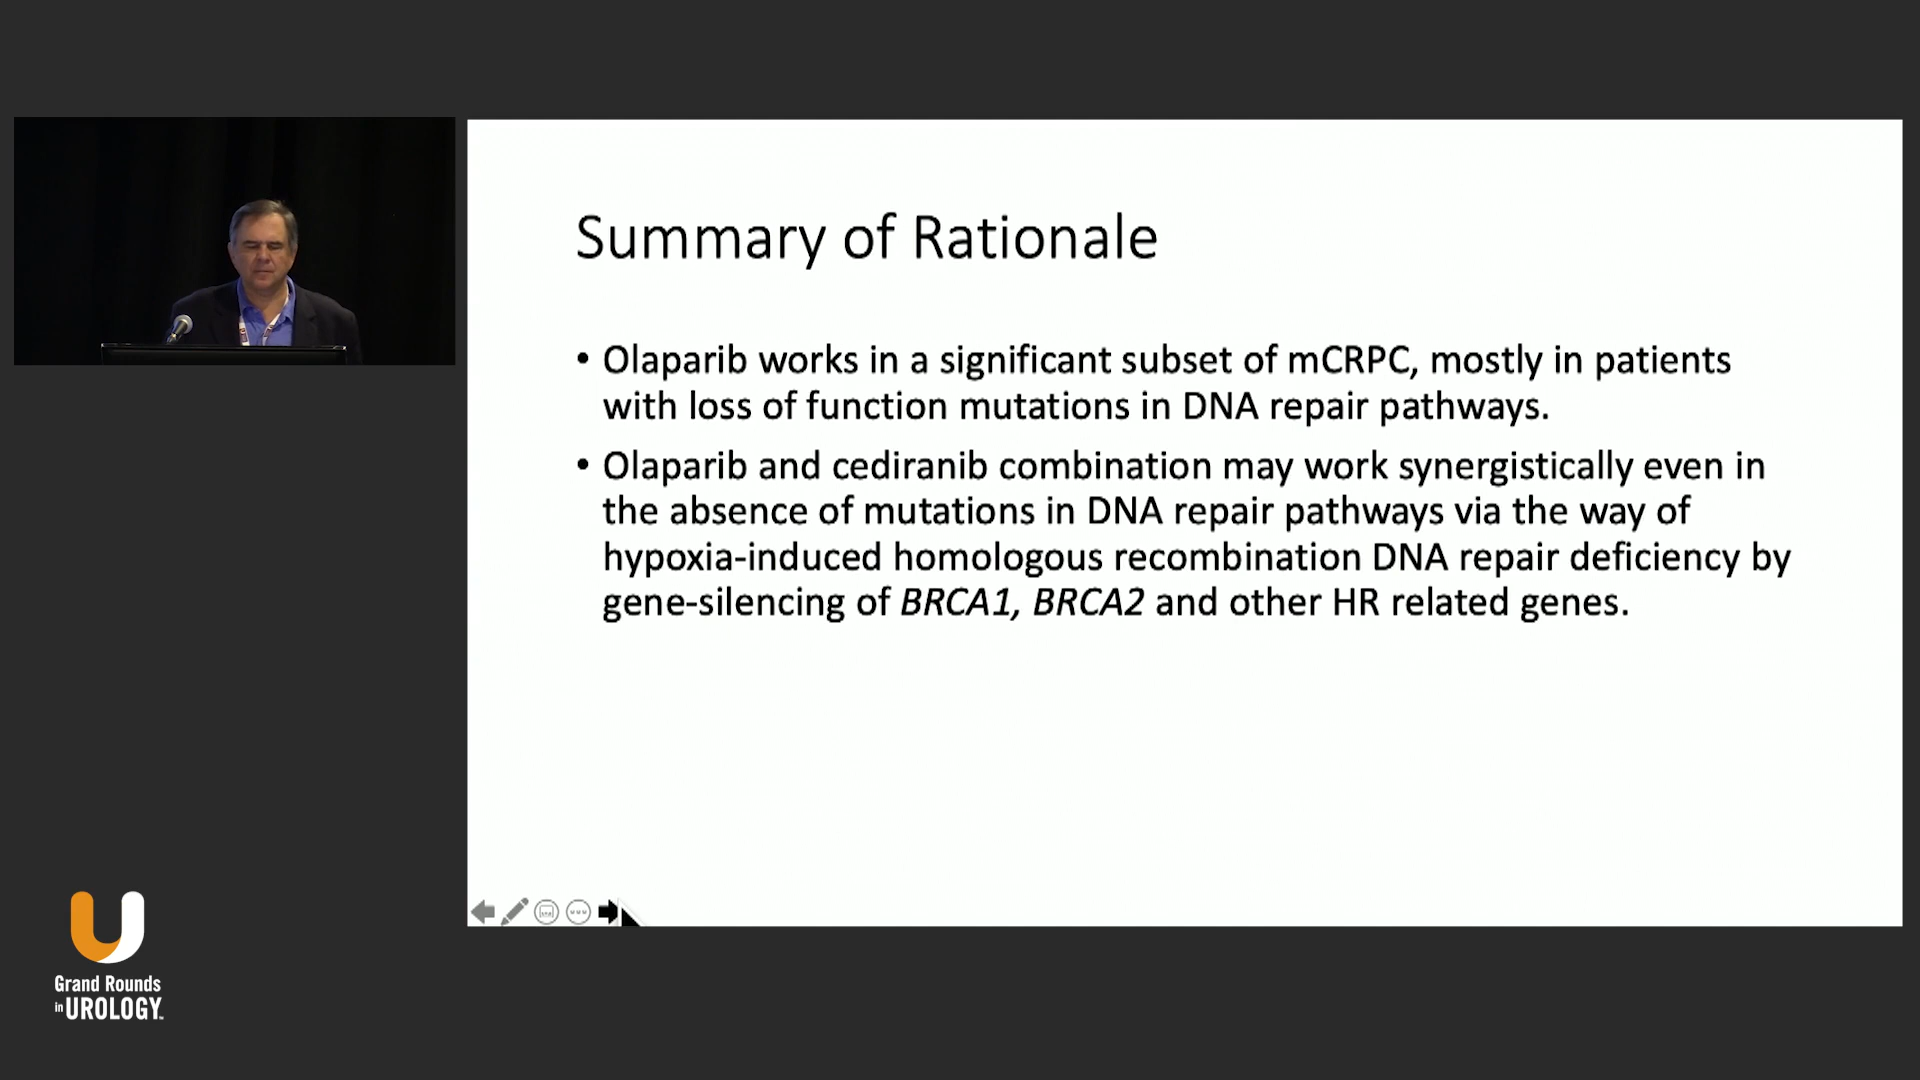 Summary of Rationale
• Olaparib works in a significant subset of mCRPC, mostly in patients
with loss of function mutations in DNA repair pathways.
• Olaparib and cediranib combination may work synergistically even in
the absence of mutations in DNA repair pathways via the way of
hypoxia-induced homologous recombination DNA repair deficiency by
gene-silencing of BRCA1, BRCA2 and other HR related genes.
Grand Rounds
in UROLOGY™